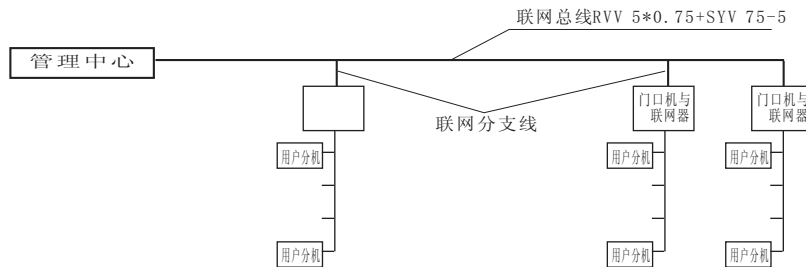 联网总线RVV 5*0.75+SYV 75-5
管理中心
门口机与
联网器
门口机与
联网器
联网分支线
用户分机
用户分机
用户分机
用户分机
用户分机
用户分机